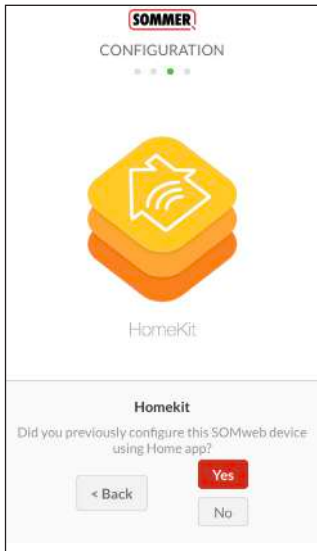 SOMMER
CONFIGURATION
HomeKit
Homekit
Did you previously configure this SOMweb device
using Home app?
Yes
< Back
No